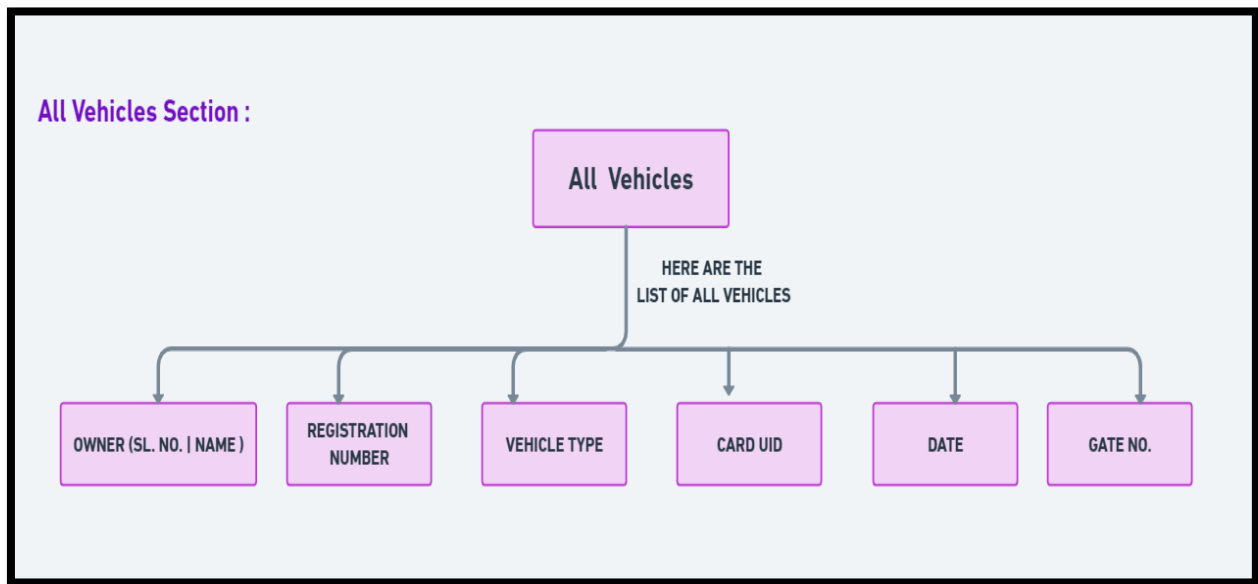 All Vehicles Section :
All Vehicles
HERE ARE THE
LIST OF ALL VEHICLES
OWNER (SL. NO. | NAME )
REGISTRATION
NUMBER
VEHICLE TYPE
CARD UID
DATE
GATE NO.